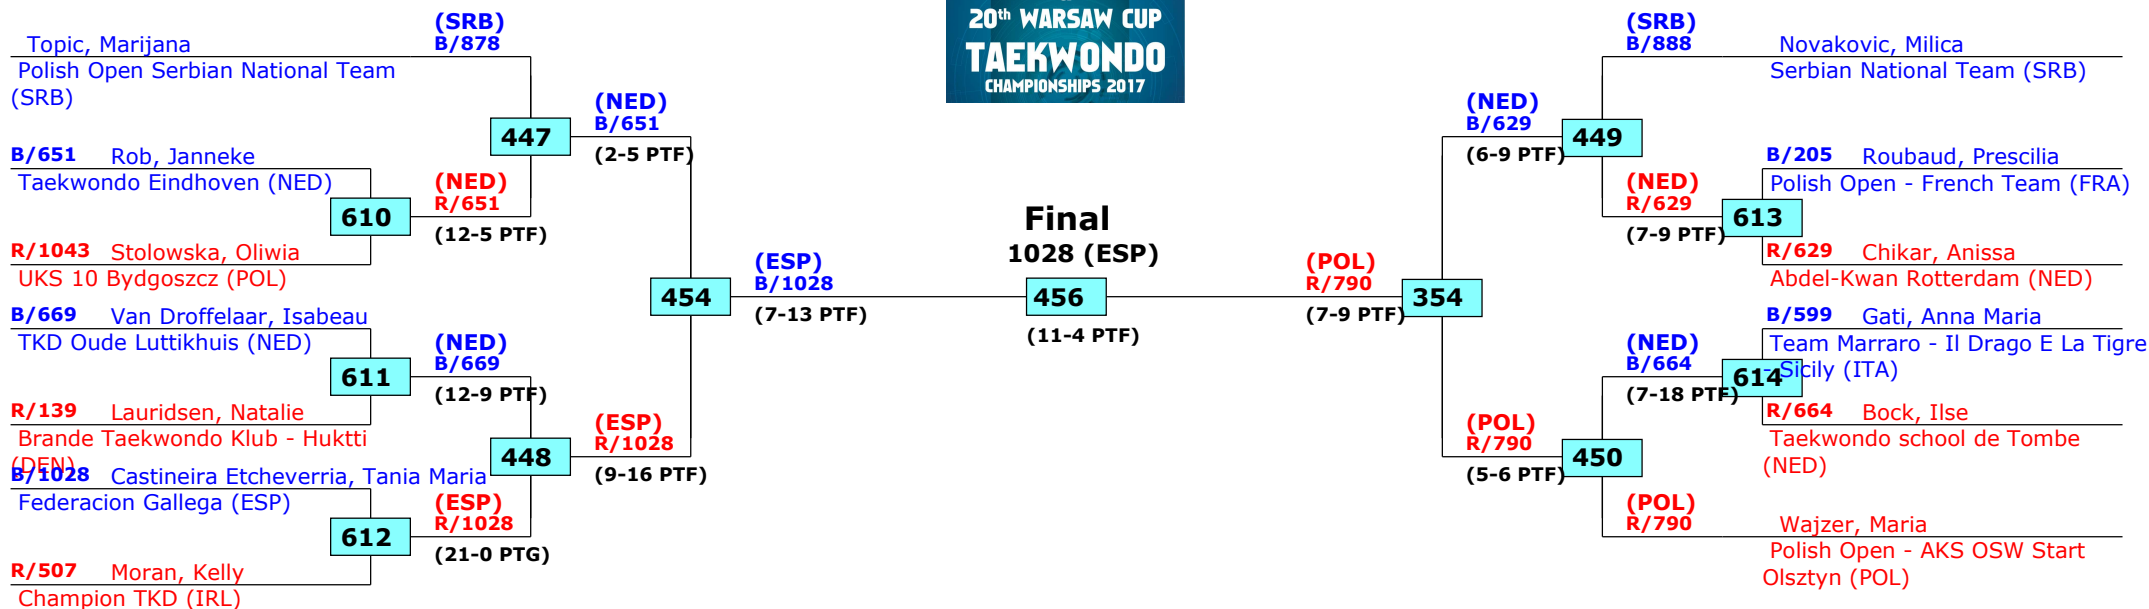 20th WARSAW CUP
TAEKWONDO
CHAMPIONSHIPS 2017
(SRB)
B/878
Topic, Marijana
Polish Open Serbian National Team
(SRB)
447
(NED)
B/651
(2-5 PTF)
B/651 Rob, Janneke
Taekwondo Eindhoven (NED)
610
(NED)
R/651
(12-5 PTF)
R/1043 Stolowska, Oliwia
UKS 10 Bydgoszcz (POL)
454
(ESP)
B/1028
(7-13 PTF)
B/669 Van Droffelaar, Isabeau
TKD Oude Luttikhuis (NED)
611
(NED)
B/669
(12-9 PTF)
R/139 Lauridsen, Natalie
Brande Taekwondo Klub - Huktti
(DEN)
448
(ESP)
R/1028
(9-16 PTF)
B/1028 Castineira Etcheverria, Tania Maria
Federacion Gallega (ESP)
612
(ESP)
R/1028
(21-0 PTG)
R/507 Moran, Kelly
Champion TKD (IRL)
Final
1028 (ESP)
456
(11-4 PTF)
(POL)
R/790
(7-9 PTF)
354
(NED)
B/629
(6-9 PTF)
449
(SRB)
B/888
Novakovic, Milica
Serbian National Team (SRB)
B/205 Roubaud, Prescilia
Polish Open - French Team (FRA)
(NED)
R/629
(7-9 PTF)
613
R/629 Chikar, Anissa
Abdel-Kwan Rotterdam (NED)
B/599 Gati, Anna Maria
Team Marraro - Il Drago E La Tigre
- Sicily (ITA)
(NED)
B/664
(7-18 PTF)
614
R/664 Bock, Ilse
Taekwondo school de Tombe
(NED)
(POL)
R/790
(5-6 PTF)
450
(POL)
R/790
Wajzer, Maria
Polish Open - AKS OSW Start
Olsztyn (POL)